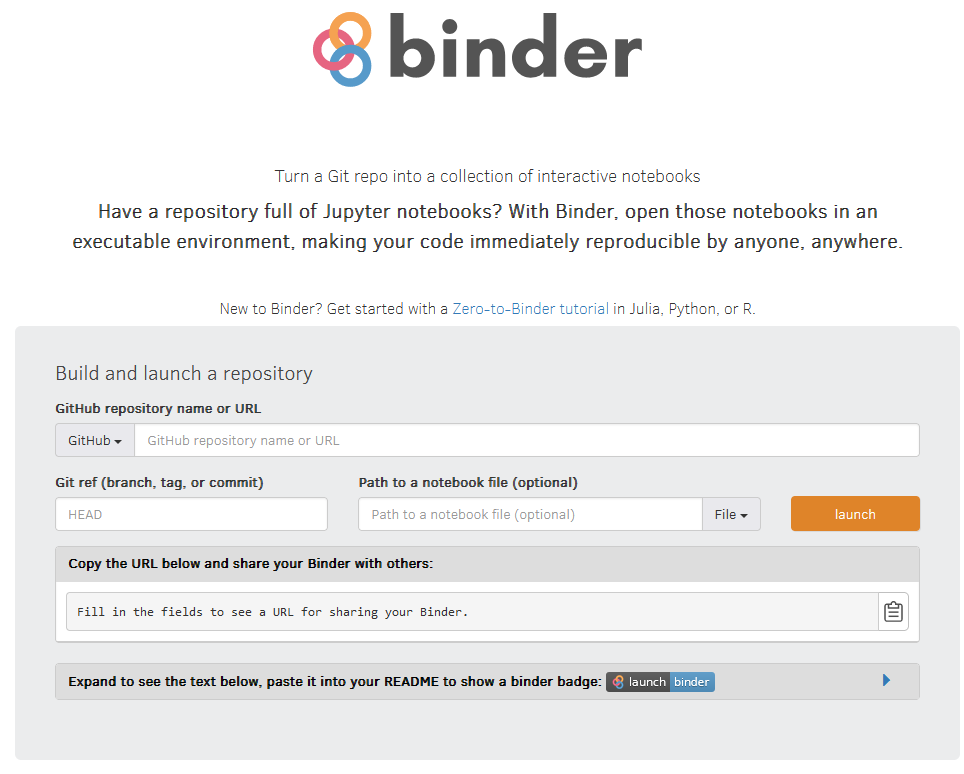 binder
Turn a Git repo into a collection of interactive notebooks
Have a repository full of Jupyter notebooks? With Binder, open those notebooks in an
executable environment, making your code immediately reproducible by anyone, anywhere.
New to Binder? Get started with a Zero-to-Binder tutorial in Julia, Python, or R.
Build and launch a repository
GitHub repository name or URL
GitHub GitHub repository name or URL
Git ref (branch, tag, or commit) Path to a notebook file (optional)
HEAD Path to a notebook file (optional) File launch
Copy the URL below and share your Binder with others:
Fill in the fields to see a URL for sharing your Binder.
Expand to see the text below, paste it into your README to show a binder badge: launch binder